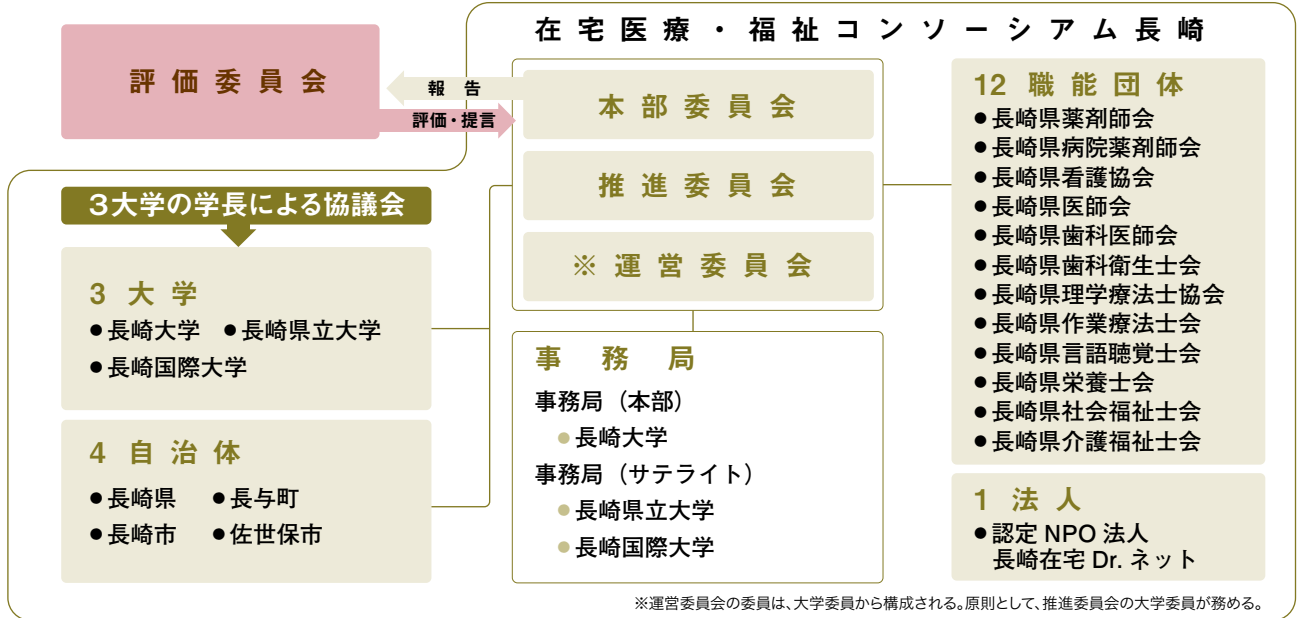 在宅医療・福祉コンソーシアム長崎
評価委員会
報告
評価・提言
本部委員会
推進委員会
※運営委員会
3大学の学長による協議会
3大学
●長崎大学 ●長崎県立大学
●長崎国際大学
4自治体
●長崎県 ●長与町
●長崎市 ●佐世保市
事務局
事務局（本部）
●長崎大学
事務局（サテライト）
●長崎県立大学
●長崎国際大学
12職能団体
●長崎県薬剤師会
●長崎県病院薬剤師会
●長崎県看護協会
●長崎県医師会
●長崎県歯科医師会
●長崎県歯科衛生士会
●長崎県理学療法士協会
●長崎県作業療法士会
●長崎県言語聴覚士会
●長崎県栄養士会
●長崎県社会福祉士会
●長崎県介護福祉士会
1法人
●認定 NPO 法人
長崎在宅 Dr. ネット
※運営委員会の委員は、大学委員から構成される。原則として、推進委員会の大学委員が務める。